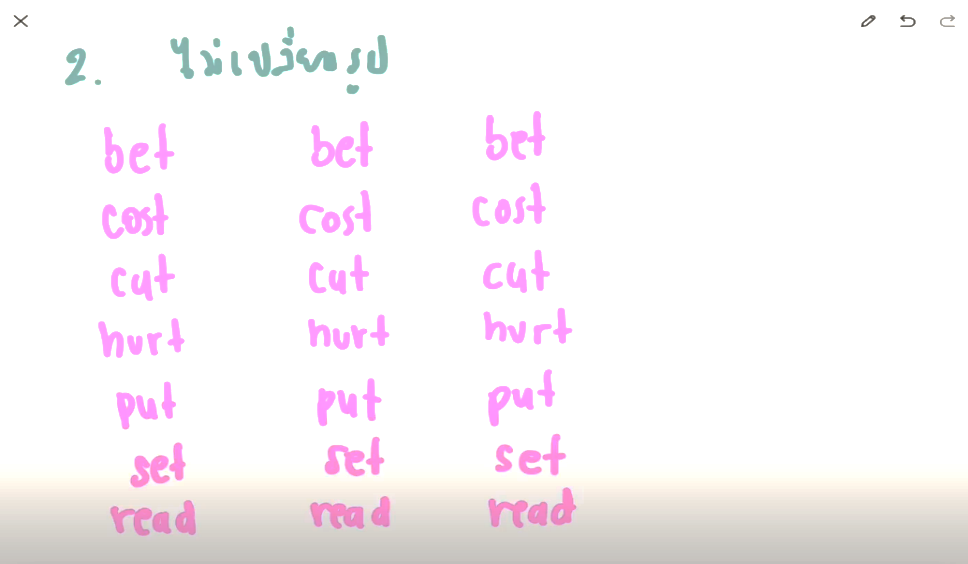 2. ไม่เปลี่ยนรูป
bet bet bet
cost cost cost
cut cut cut
hurt hurt hurt
put put put
set set set
read read read